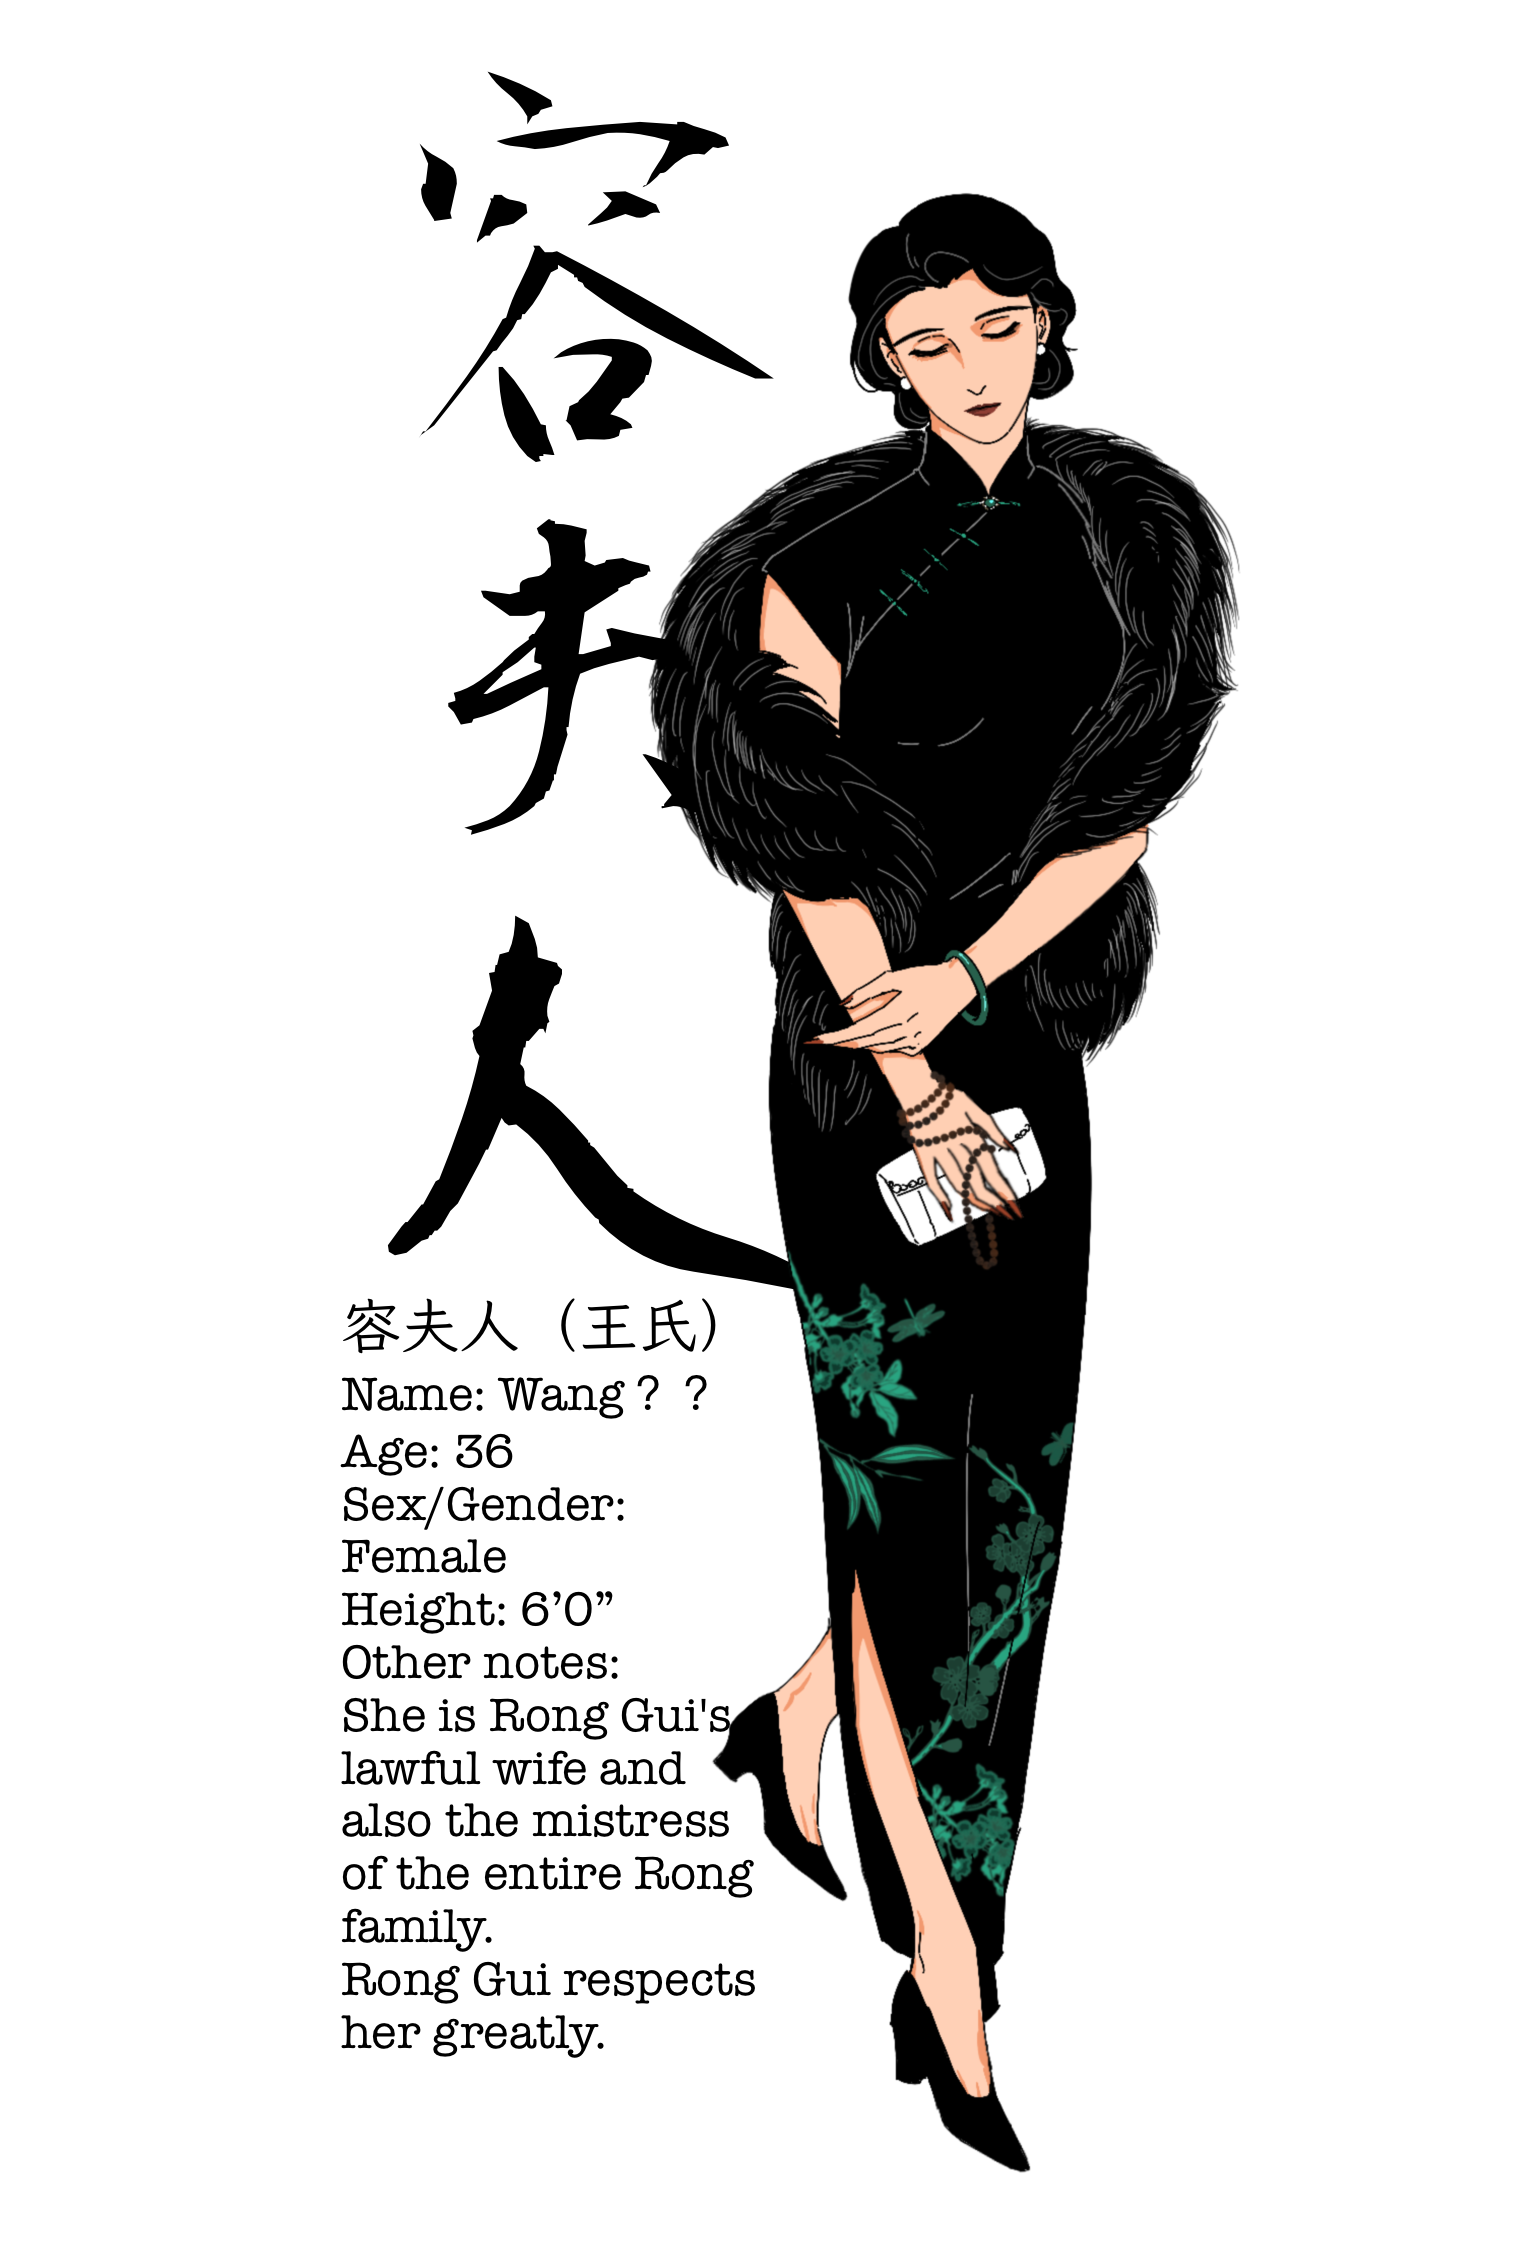 容夫人
容夫人（王氏）
Name: Wang？？
Age: 36
Sex/Gender:
Female
Height: 6’0”
Other notes:
She is Rong Gui's
lawful wife and
also the mistress
of the entire Rong
family.
Rong Gui respects
her greatly.